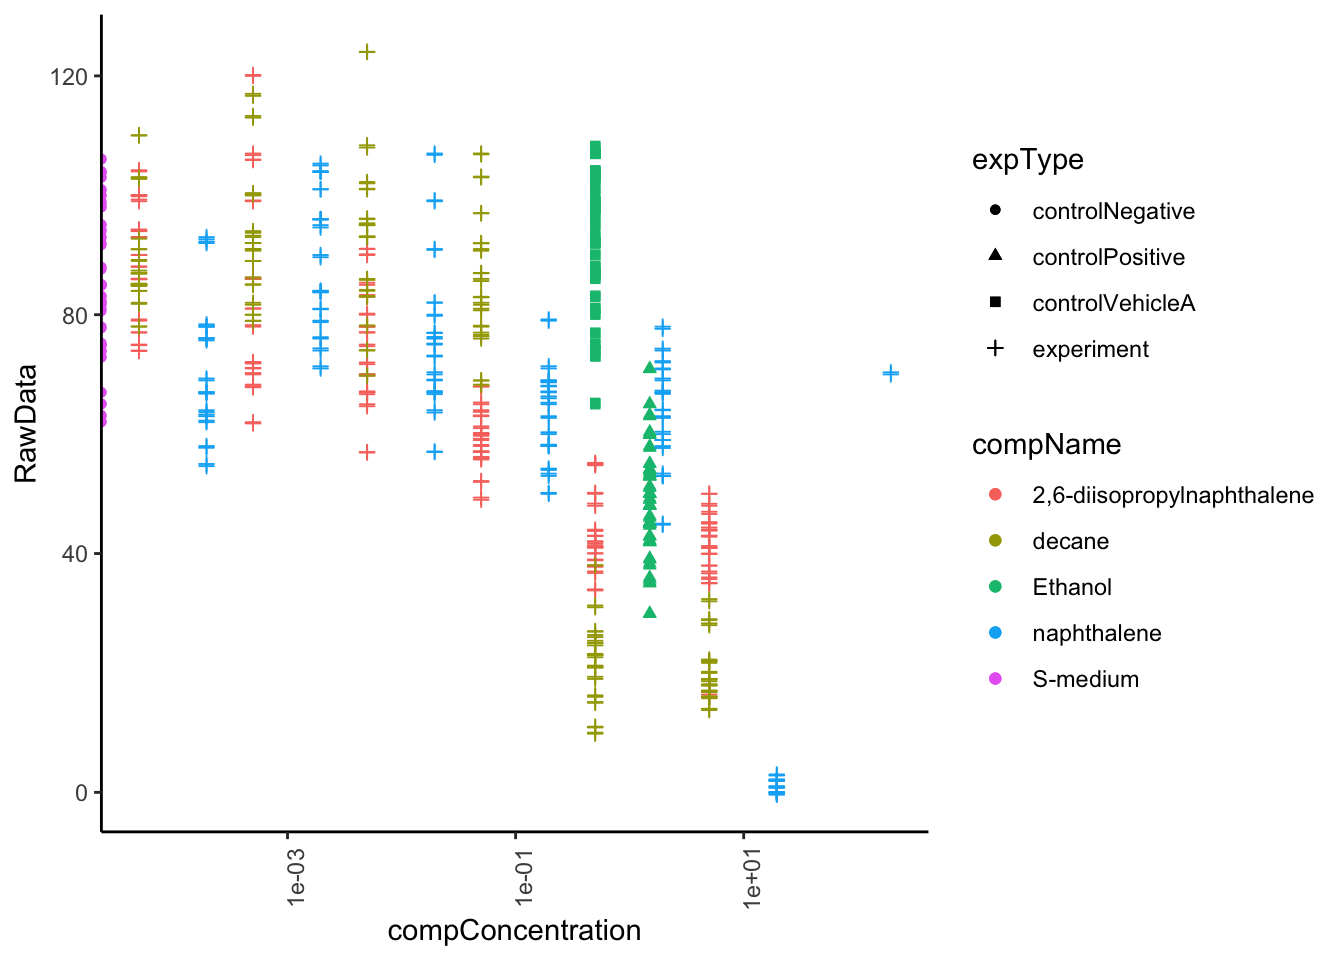 120
80
40
0
RawData
1e-03
1e-01
1e+01
compConcentration
expType
controlNegative
controlPositive
controlVehicleA
experiment
compName
2,6-diisopropylnaphthalene
decane
Ethanol
naphthalene
S-medium